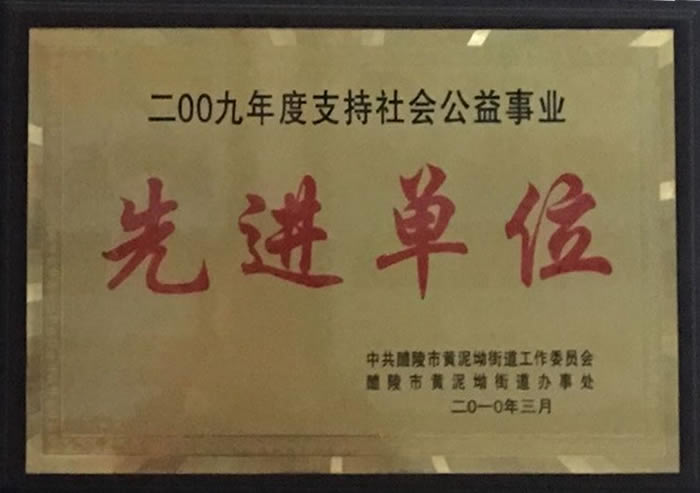 二00九年度支持社会公益事业
先进单位
中共醴陵市黄泥坳街道工作委员会
醴陵市黄泥坳街道办事处
二0一0年三月